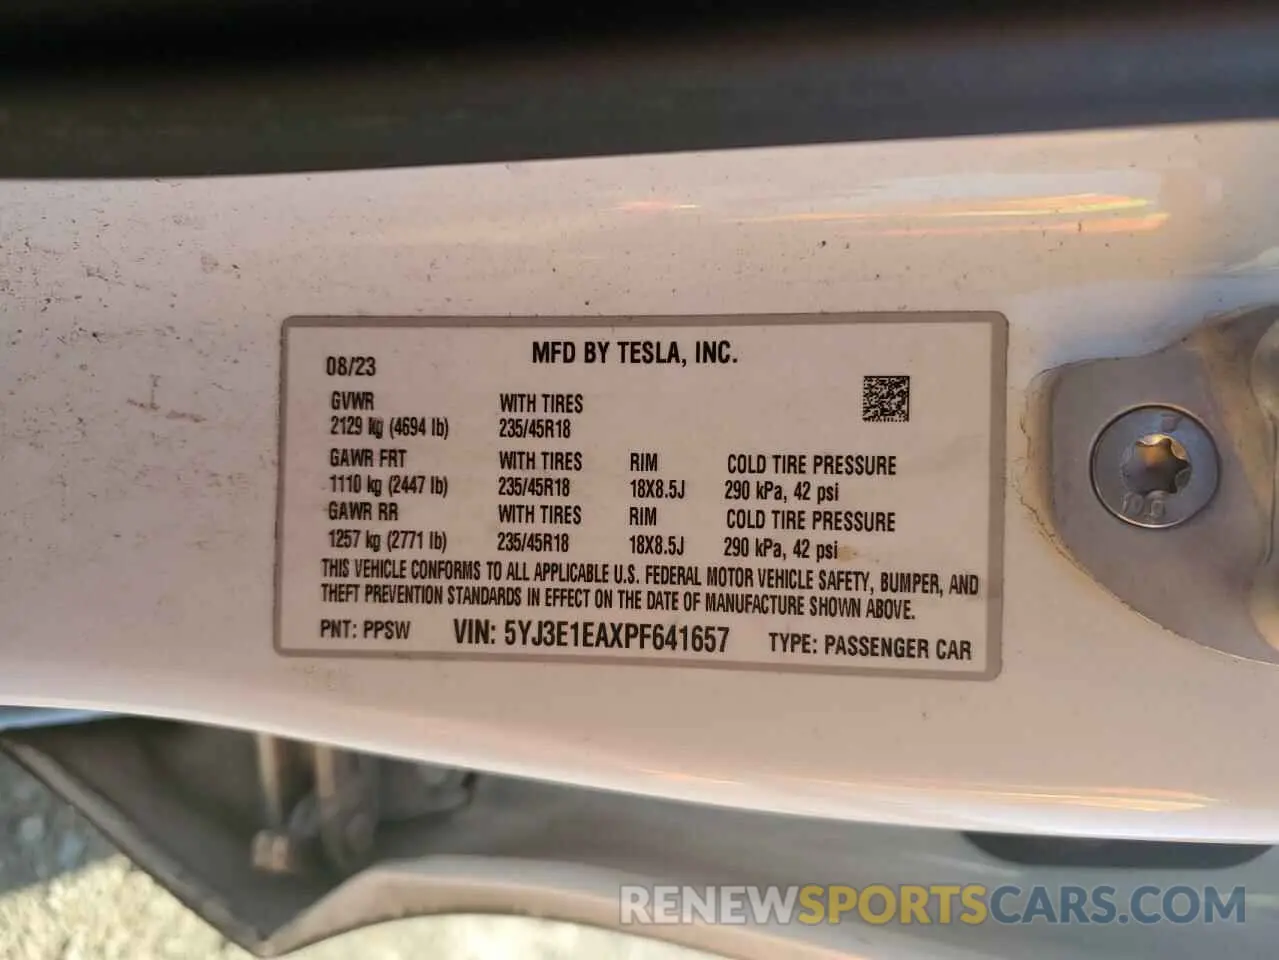 MFD BY TESLA, INC.
08/23
GVWR WITH TIRES
2129 kg (4694 lb) 235/45R18
GAWR FRT WITH TIRES RIM COLD TIRE PRESSURE
1110 kg (2447 lb) 235/45R18 18X8.5J 290 kPa, 42 psi
GAWR RR WITH TIRES RIM COLD TIRE PRESSURE
1257 kg (2771 lb) 235/45R18 18X8.5J 290 kPa, 42 psi
THIS VEHICLE CONFORMS TO ALL APPLICABLE U.S. FEDERAL MOTOR VEHICLE SAFETY, BUMPER, AND
THEFT PREVENTION STANDARDS IN EFFECT ON THE DATE OF MANUFACTURE SHOWN ABOVE.
PNT: PPSW VIN: 5YJ3E1EAXPF641657 TYPE: PASSENGER CAR
RENEWSPORTSCARS.COM